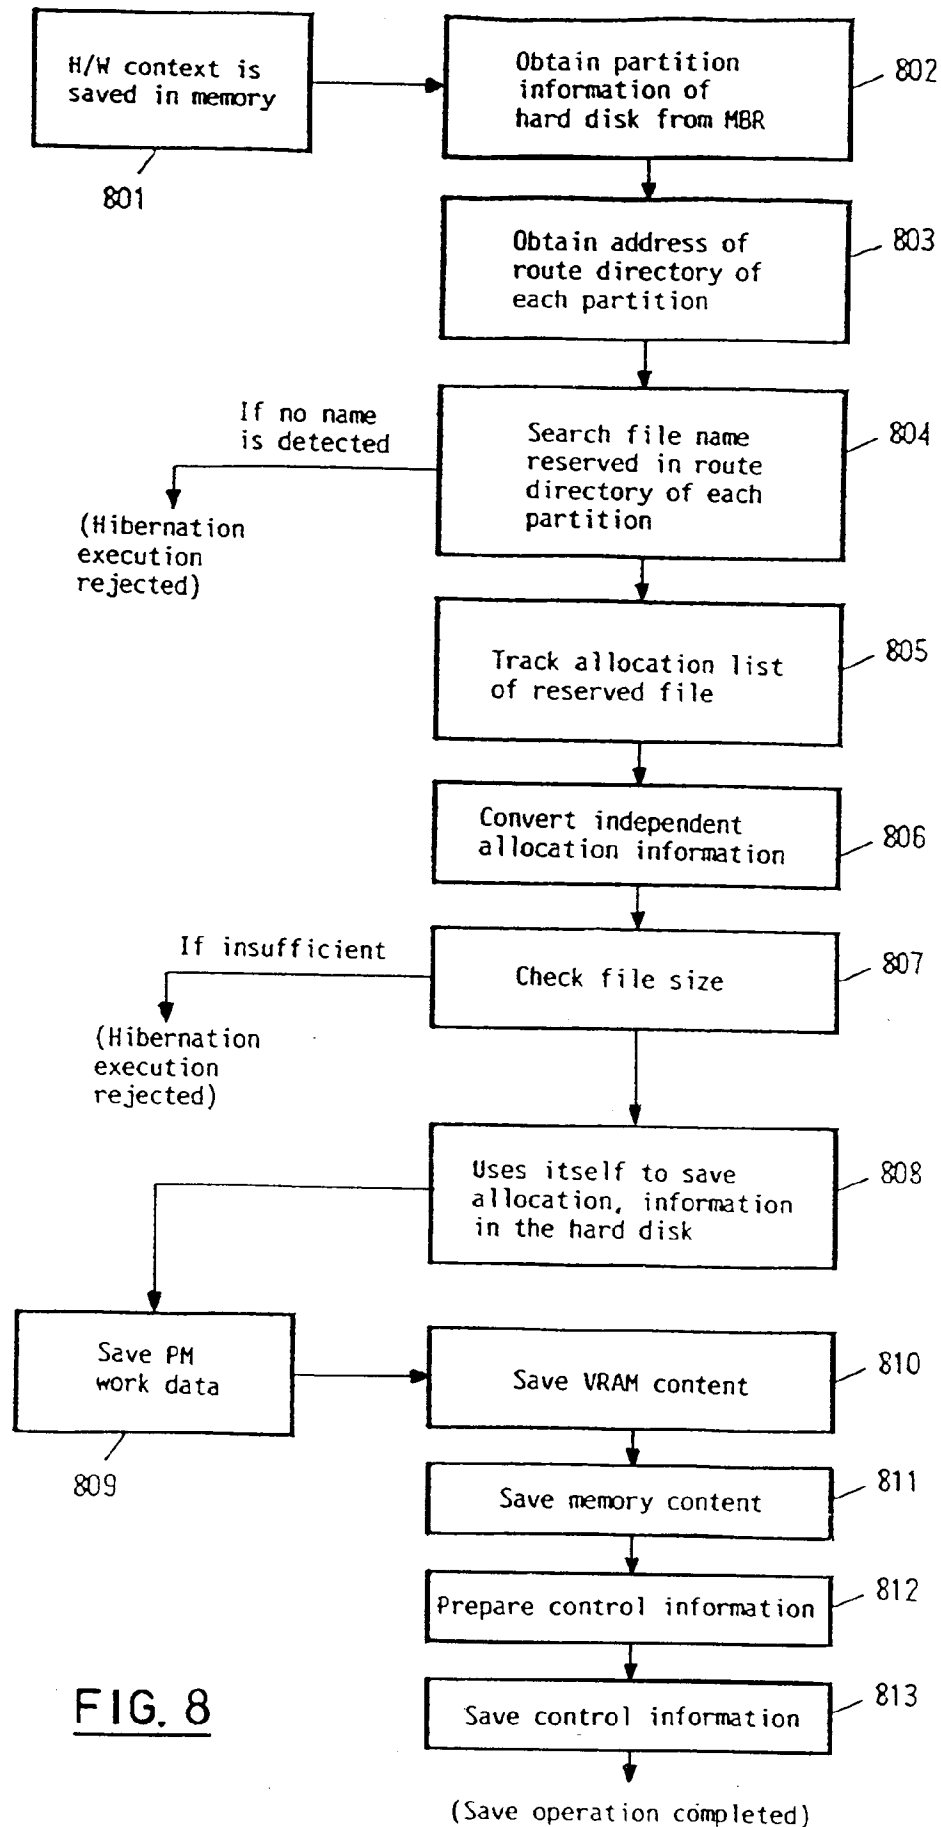 H/W context is
saved in memory
801
Obtain partition
information of
hard disk from MBR
802
Obtain address of
route directory of
each partition
803
If no name
is detected
(Hibernation
execution
rejected)
Search file name
reserved in route
directory of each
partition
804
Track allocation list
of reserved file
805
Convert independent
allocation information
806
If insufficient
(Hibernation
execution
rejected)
Check file size
807
Uses itself to save
allocation, information
in the hard disk
808
Save PM
work data
809
Save VRAM content
810
Save memory content
811
Prepare control information
812
Save control information
813
(Save operation completed)
FIG. 8